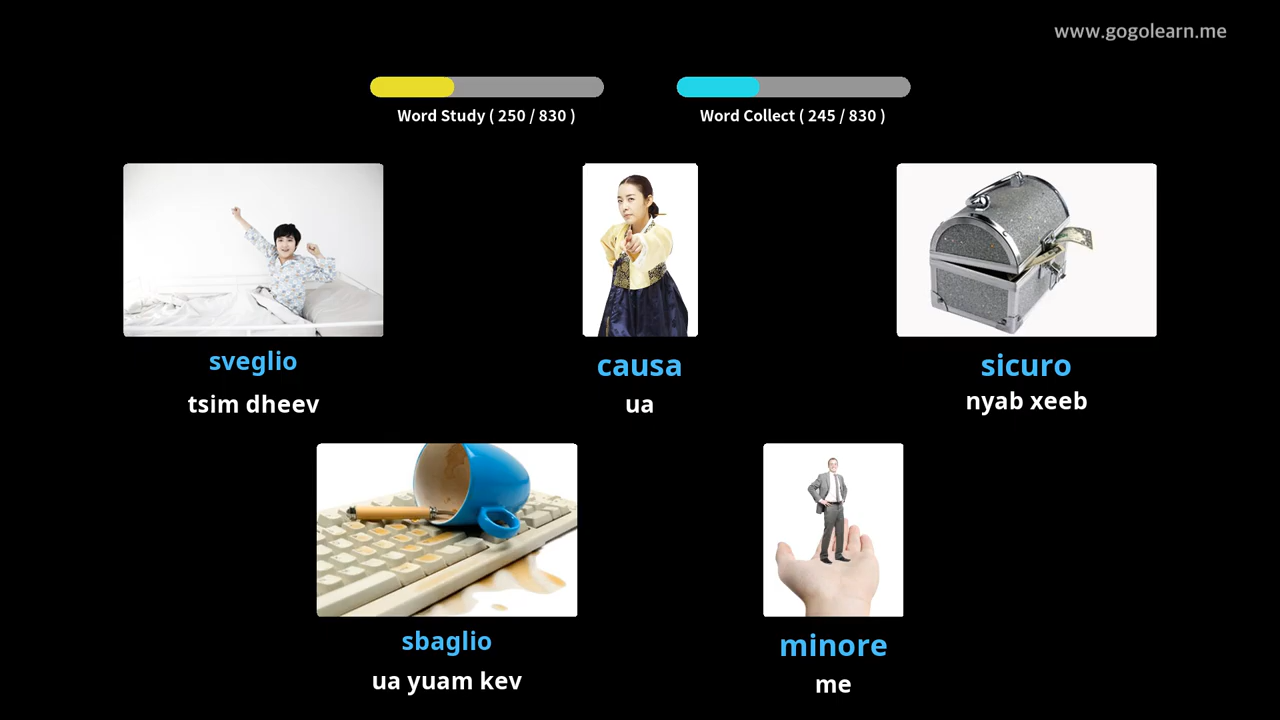 www.gogolearn.me
Word Study ( 250 / 830 )
Word Collect ( 245 / 830 )
sveglio
tsim dheev
causa
ua
sicuro
nyab xeeb
sbaglio
ua yuam kev
minore
me